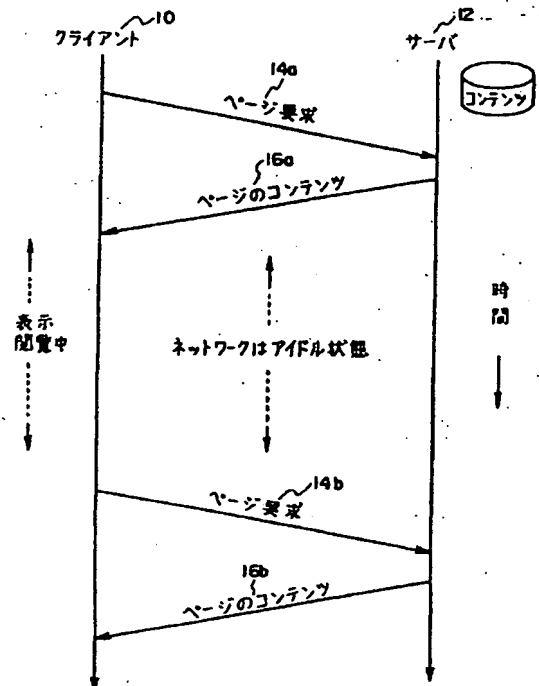 10
クライアント
12
サーバ
コンテンツ
14a
ページ要求
16a
ページのコンテンツ
表示
閲覧中
ネットワークはアイドル状態
時
間
14b
ページ要求
16b
ページのコンテンツ